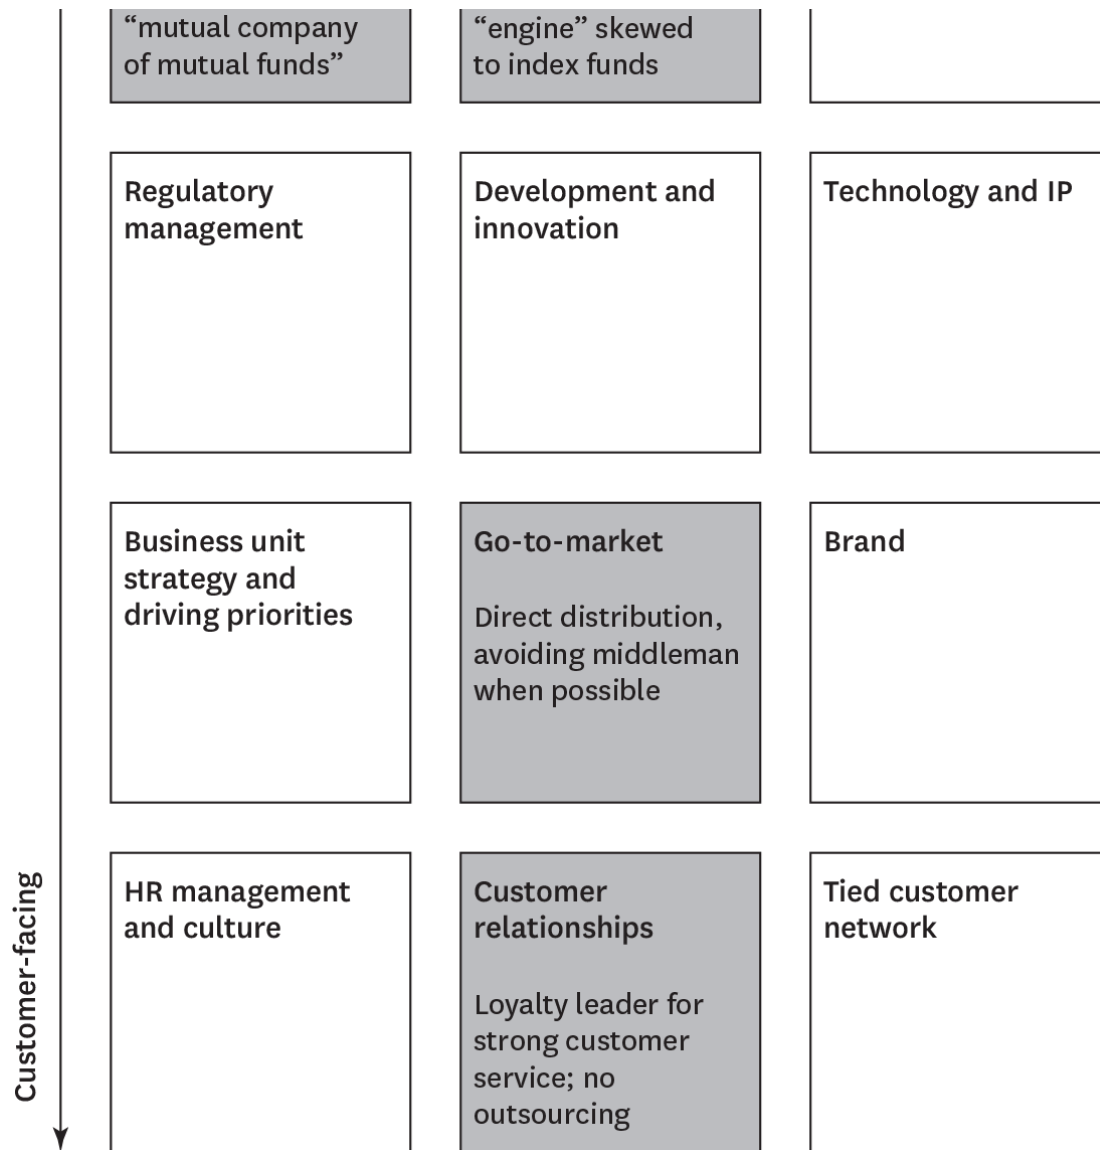 “mutual company
of mutual funds”
“engine” skewed
to index funds
Regulatory
management
Development and
innovation
Technology and IP
Business unit
strategy and
driving priorities
Go-to-market
Direct distribution,
avoiding middleman
when possible
Brand
HR management
and culture
Customer
relationships
Loyalty leader for
strong customer
service; no
outsourcing
Tied customer
network
Customer-facing